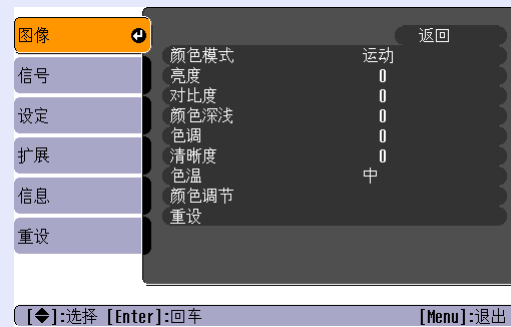 图像
信号
设定
扩展
信息
重设
返回
颜色模式 运动
亮度 0
对比度 0
颜色深浅 0
色调 0
清晰度 0
色温 中
颜色调节
重设
[◆]:选择 [Enter]:回车 [Menu]:退出